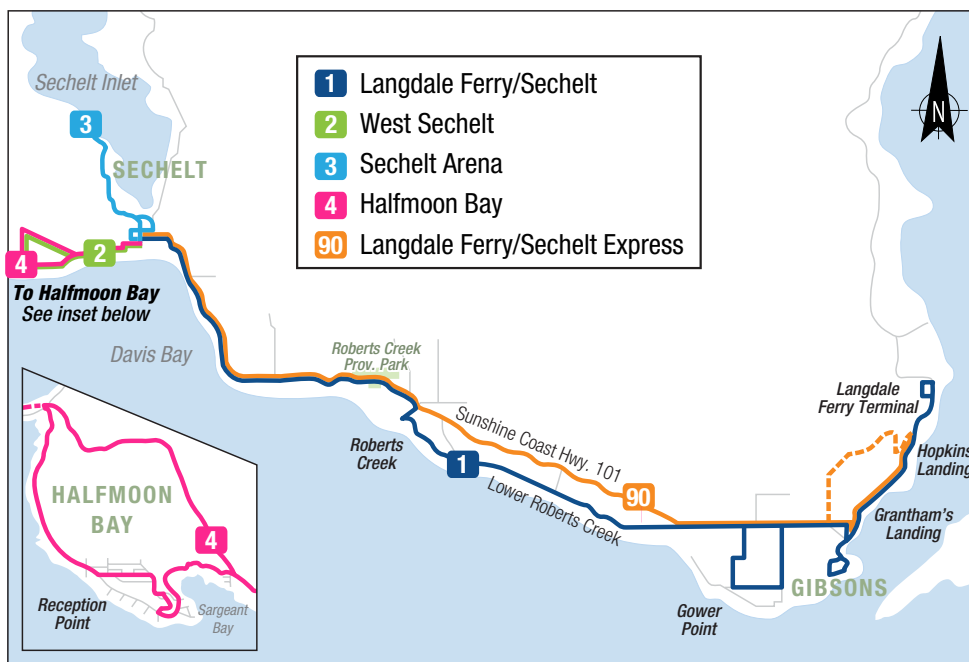 Sechelt Inlet
3
SECHELT
2
4
To Halfmoon Bay
See inset below
Davis Bay
1 Langdale Ferry/Sechelt
2 West Sechelt
3 Sechelt Arena
4 Halfmoon Bay
90 Langdale Ferry/Sechelt Express
N
Roberts Creek
Prov. Park
Roberts
Creek
Sunshine Coast Hwy. 101
1
Lower Roberts Creek
90
Langdale
Ferry Terminal
Hopkins
Landing
Grantham's
Landing
GIBSONS
Gower
Point
HALFMOON
BAY
4
Reception
Point
Sargeant
Bay